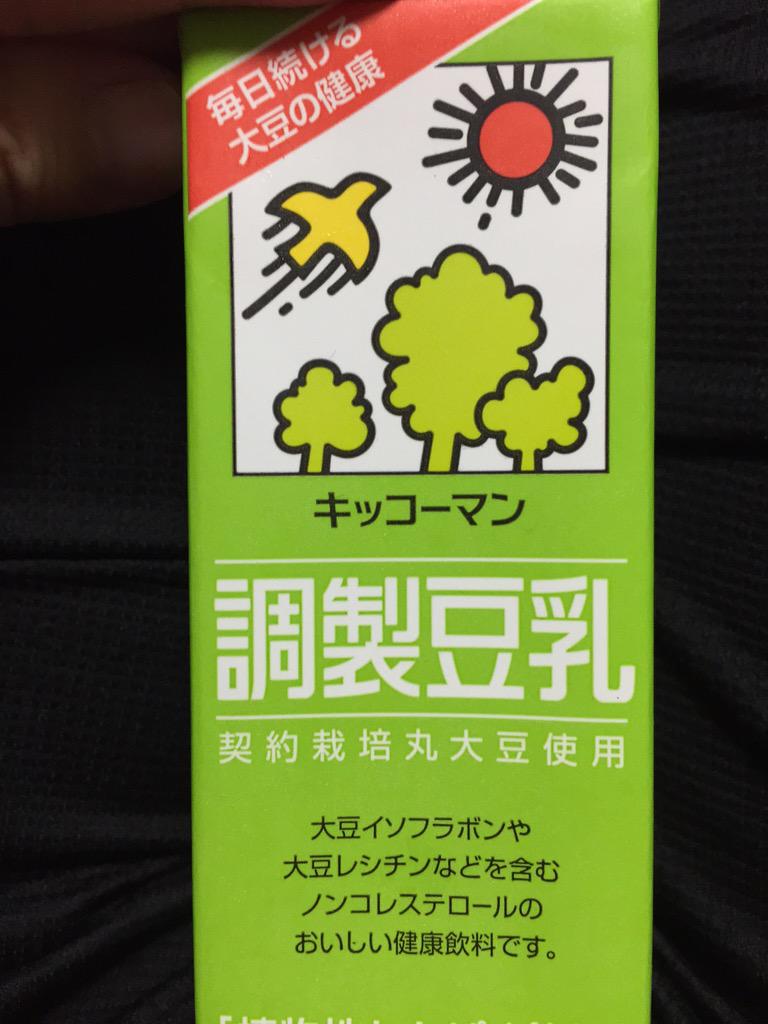 毎日続ける
大豆の健康
キッコーマン
調製豆乳
契約栽培丸大豆使用
大豆イソフラボンや
大豆レシチンなどを含む
ノンコレステロールの
おいしい健康飲料です。